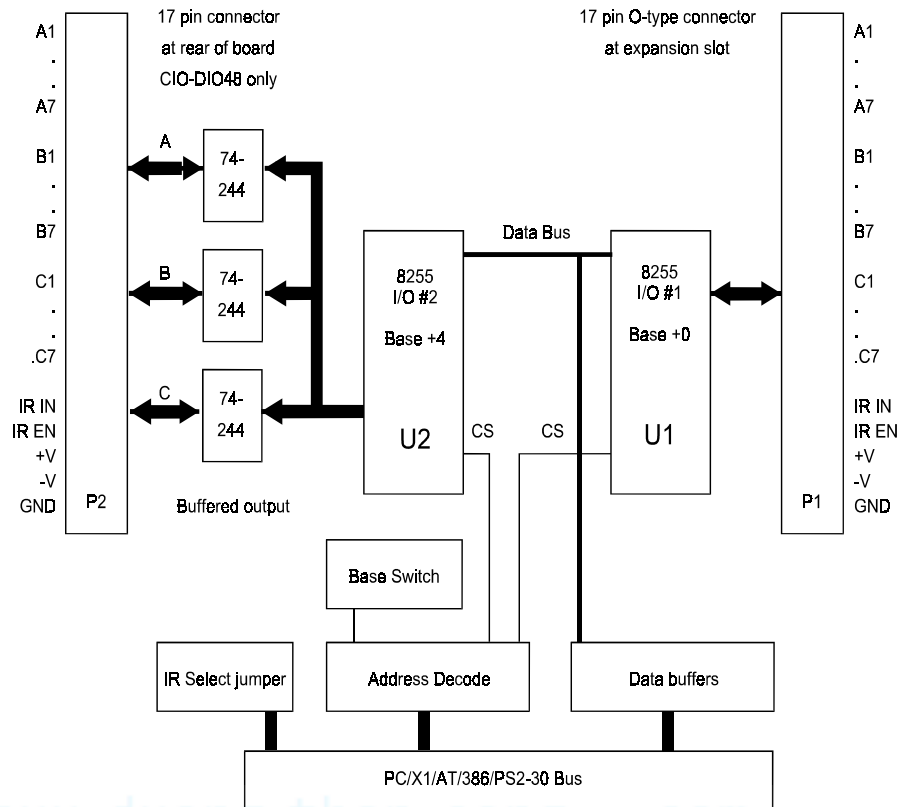 17 pin connector
at rear of board
CIO-DIO48 only
17 pin O-type connector
at expansion slot
A1
.
.
A7
B1
.
.
B7
C1
.
.
.C7
IR IN
IR EN
+V
-V
GND
P2
A
74-
244
B
74-
244
C
74-
244
Buffered output
8255
I/O #2
Base +4
U2
Data Bus
CS
CS
8255
I/O #1
Base +0
U1
P1
A1
.
.
A7
B1
.
.
B7
C1
.
.
.C7
IR IN
IR EN
+V
-V
GND
Base Switch
IR Select jumper
Address Decode
Data buffers
PC/X1/AT/386/PS2-30 Bus